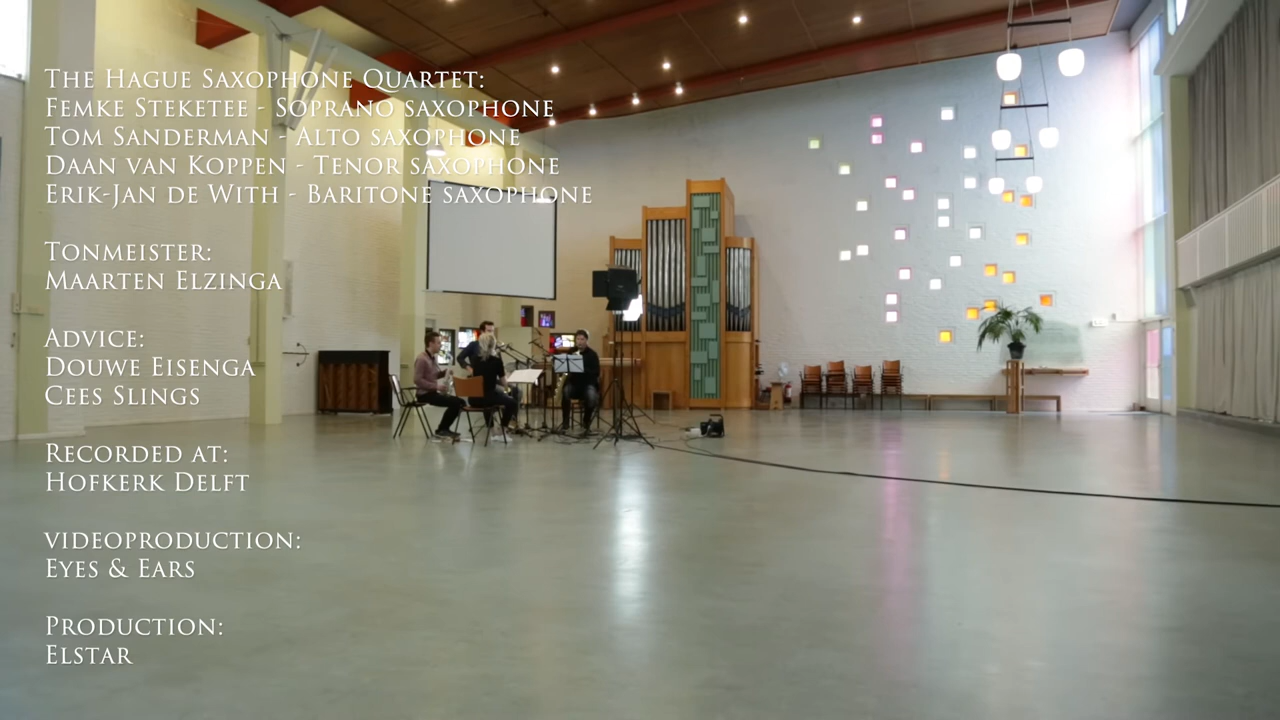 The Hague Saxophone Quartet:
Femke Steketee - Soprano saxophone
Tom Sanderman - Alto saxophone
Daan van Koppen - Tenor saxophone
Erik-Jan de With - Baritone saxophone
Tonmeister:
Maarten Elzinga
Advice:
Douwe Eisenga
Cees Slings
Recorded at:
Hofkerk Delft
videoproduction:
Eyes & Ears
Production:
Elstar